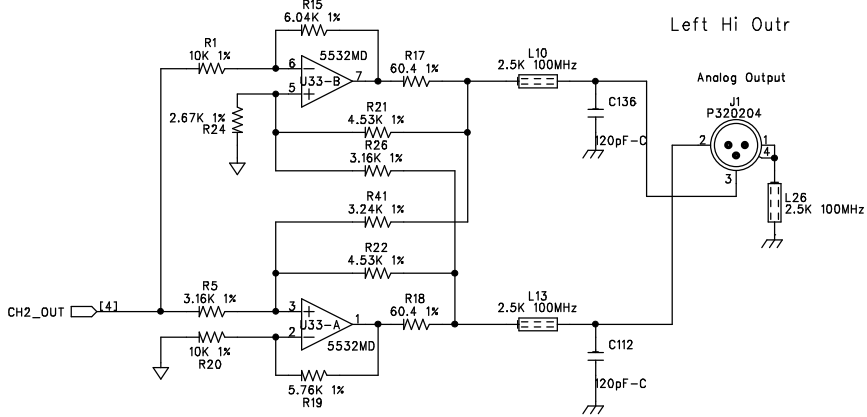 Left Hi Outr
R15
6.04K 1%
R1
10K 1%
5532MD
6
U33-B
7
5
R17
60.4 1%
L10
2.5K 100MHz
Analog Output
J1
P320204
2.67K 1%
R24
R21
4.53K 1%
R26
3.16K 1%
C136
120pF-C
2
1
4
3
R41
3.24K 1%
L26
2.5K 100MHz
R22
4.53K 1%
CH2_OUT
[4]
R5
3.16K 1%
3
U33-A
1
2
5532MD
R18
60.4 1%
L13
2.5K 100MHz
10K 1%
R20
5.76K 1%
R19
C112
120pF-C